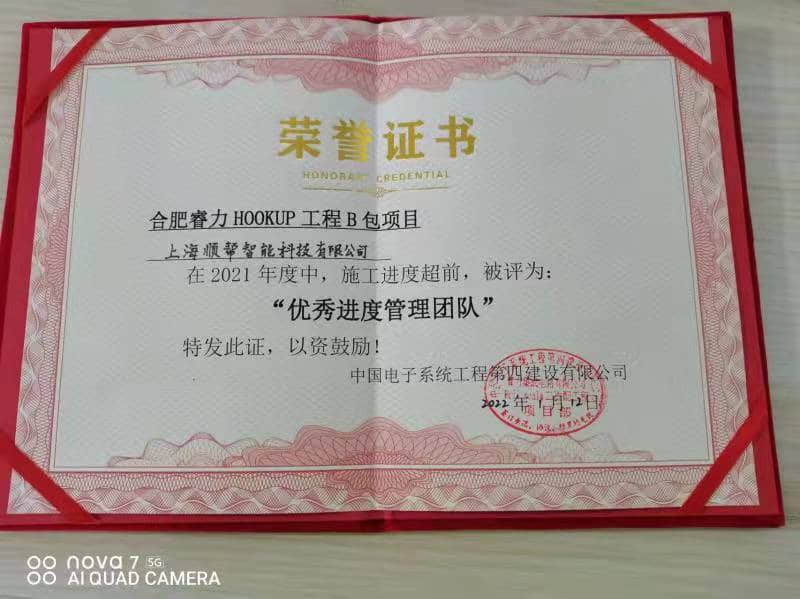 荣誉证书
HONORARY CREDENTIAL
合肥睿力 HOOKUP 工程 B 包项目
上海顺帮智能科技有限公司
在 2021 年度中，施工进度超前，被评为：
“优秀进度管理团队”
特发此证，以资鼓励！
中国电子系统工程第四建设有限公司
2022 年 1 月 12 日
项目部
nova 7 5G
AI QUAD CAMERA